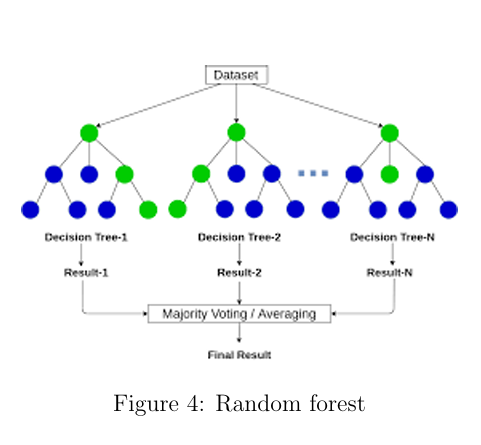 Dataset
Decision Tree-1 Decision Tree-2 Decision Tree-N
Result-1 Result-2 Result-N
Majority Voting / Averaging
Final Result
Figure 4: Random forest